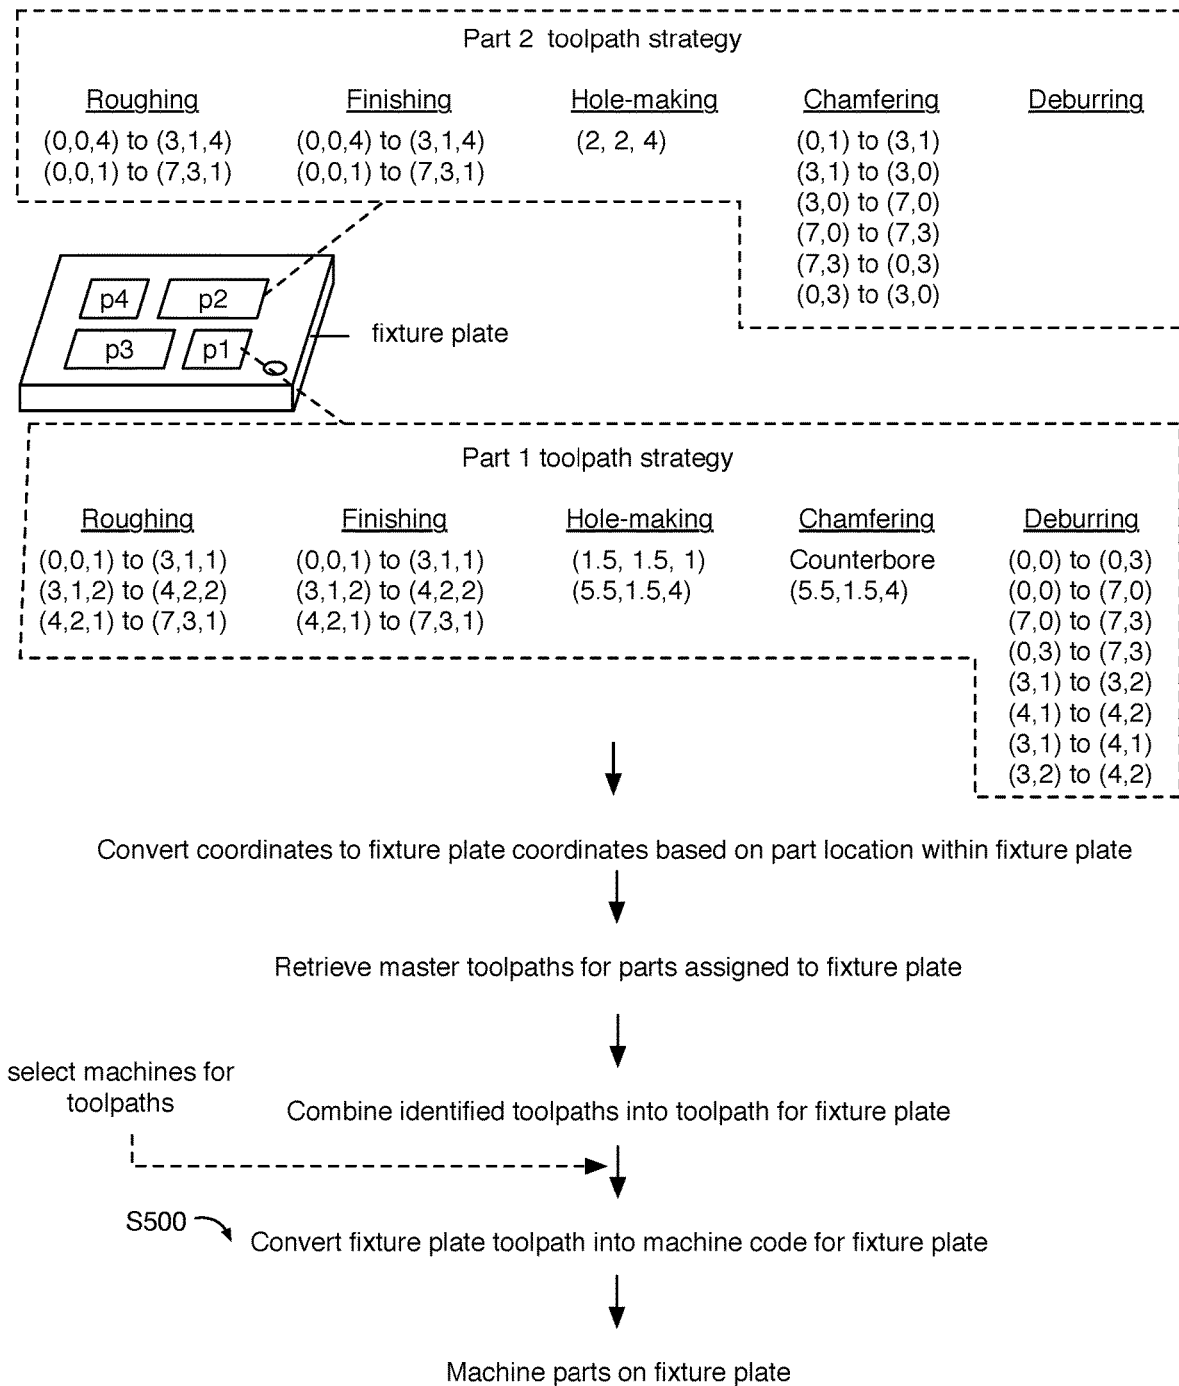 Part 2 toolpath strategy
Roughing Finishing Hole-making Chamfering Deburring
(0,0,4) to (3,1,4) (0,0,4) to (3,1,4) (2, 2, 4) (0,1) to (3,1)
(0,0,1) to (7,3,1) (0,0,1) to (7,3,1) (3,1) to (3,0)
(3,0) to (7,0)
(7,0) to (7,3)
(7,3) to (0,3)
(0,3) to (3,0)
p4 p2
fixture plate
p3 p1
Part 1 toolpath strategy
Roughing Finishing Hole-making Chamfering Deburring
(0,0,1) to (3,1,1) (0,0,1) to (3,1,1) (1.5, 1.5, 1) Counterbore (0,0) to (0,3)
(3,1,2) to (4,2,2) (3,1,2) to (4,2,2) (5.5,1.5,4) (5.5,1.5,4) (0,0) to (7,0)
(4,2,1) to (7,3,1) (4,2,1) to (7,3,1) (7,0) to (7,3)
(0,3) to (7,3)
(3,1) to (3,2)
(4,1) to (4,2)
(3,1) to (4,1)
(3,2) to (4,2)
Convert coordinates to fixture plate coordinates based on part location within fixture plate
Retrieve master toolpaths for parts assigned to fixture plate
select machines for
toolpaths
Combine identified toolpaths into toolpath for fixture plate
S500
Convert fixture plate toolpath into machine code for fixture plate
Machine parts on fixture plate